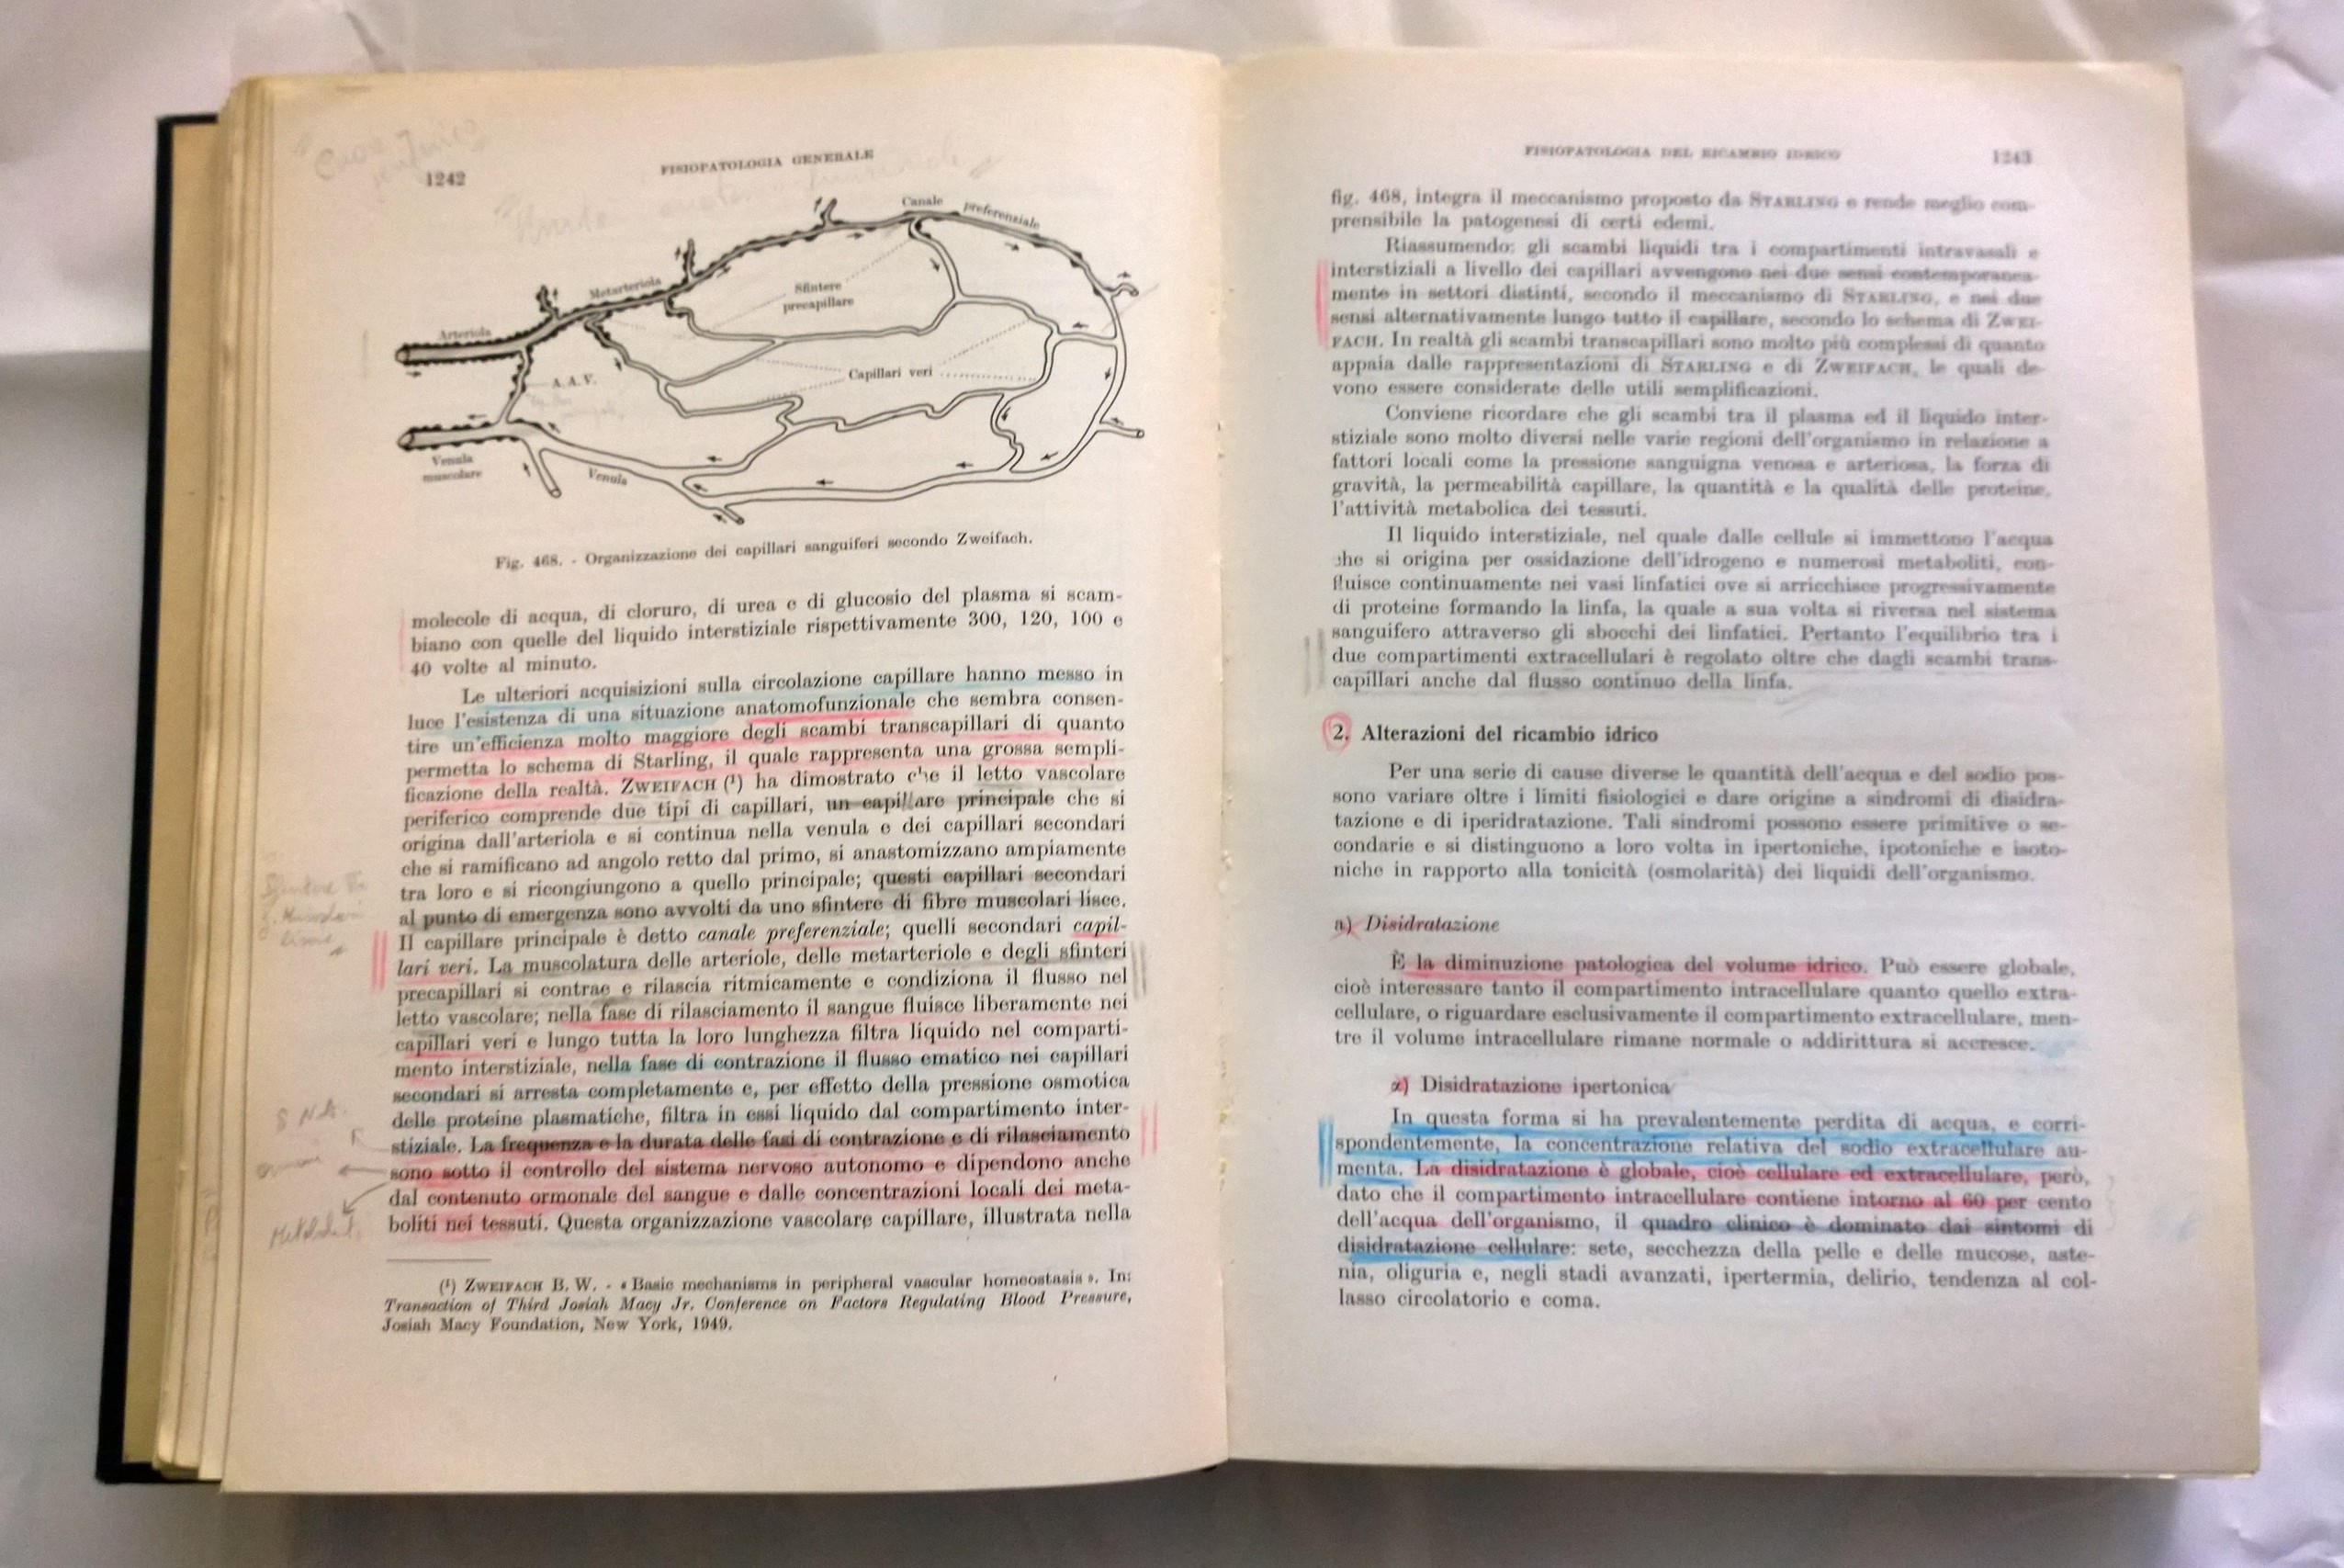 1242
FISIOPATOLOGIA GENERALE
Canale preferenziale
Metarteriola
Sfintere
precapillare
Arteriola
A. A. V.
Capillari veri
Venula
muscolare
Venula
Fig. 468. - Organizzazione dei capillari sanguiferi secondo Zweifach.
molecole di acqua, di cloruro, di urea e di glucosio del plasma si scam-
biano con quelle del liquido interstiziale rispettivamente 300, 120, 100 e
40 volte al minuto.
Le ulteriori acquisizioni sulla circolazione capillare hanno messo in
luce l'esistenza di una situazione anatomofunzionale che sembra consen-
tire un'efficienza molto maggiore degli scambi transcapillari di quanto
permetta lo schema di Starling, il quale rappresenta una grossa sempli-
ficazione della realtà. ZWEIFACH (¹) ha dimostrato che il letto vascolare
periferico comprende due tipi di capillari, un capillare principale che si
origina dall'arteriola e si continua nella venula e dei capillari secondari
che si ramificano ad angolo retto dal primo, si anastomizzano ampiamente
tra loro e si ricongiungono a quello principale; questi capillari secondari
al punto di emergenza sono avvolti da uno sfintere di fibre muscolari lisce.
Il capillare principale è detto canale preferenziale; quelli secondari capil-
lari veri. La muscolatura delle arteriole, delle metarteriole e degli sfinteri
precapillari si contrae e rilascia ritmicamente e condiziona il flusso nel
letto vascolare; nella fase di rilasciamento il sangue fluisce liberamente nei
capillari veri e lungo tutta la loro lunghezza filtra liquido nel comparti-
mento interstiziale, nella fase di contrazione il flusso ematico nei capillari
secondari si arresta completamente e, per effetto della pressione osmotica
delle proteine plasmatiche, filtra in essi liquido dal compartimento inter-
stiziale. La frequenza e la durata delle fasi di contrazione e di rilasciamento
sono sotto il controllo del sistema nervoso autonomo e dipendono anche
dal contenuto ormonale del sangue e dalle concentrazioni locali dei meta-
boliti nei tessuti. Questa organizzazione vascolare capillare, illustrata nella
(¹) ZWEIFACH B. W. - « Basic mechanisms in peripheral vascular homeostasis ». In:
Transaction of Third Josiah Macy Jr. Conference on Factors Regulating Blood Pressure,
Josiah Macy Foundation, New York, 1949.
FISIOPATOLOGIA DEL RICAMBIO IDRICO
1243
fig. 468, integra il meccanismo proposto da STARLING e rende meglio com-
prensibile la patogenesi di certi edemi.
Riassumendo: gli scambi liquidi tra i compartimenti intravasali e
interstiziali a livello dei capillari avvengono nei due sensi contemporanea-
mente in settori distinti, secondo il meccanismo di STARLING, e nei due
sensi alternativamente lungo tutto il capillare, secondo lo schema di ZWEI-
FACH. In realtà gli scambi transcapillari sono molto più complessi di quanto
appaia dalle rappresentazioni di STARLING e di ZWEIFACH, le quali de-
vono essere considerate delle utili semplificazioni.
Conviene ricordare che gli scambi tra il plasma ed il liquido inter-
stiziale sono molto diversi nelle varie regioni dell'organismo in relazione a
fattori locali come la pressione sanguigna venosa e arteriosa, la forza di
gravità, la permeabilità capillare, la quantità e la qualità delle proteine,
l'attività metabolica dei tessuti.
Il liquido interstiziale, nel quale dalle cellule si immettono l'acqua
che si origina per ossidazione dell'idrogeno e numerosi metaboliti, con-
fluisce continuamente nei vasi linfatici ove si arricchisce progressivamente
di proteine formando la linfa, la quale a sua volta si riversa nel sistema
sanguifero attraverso gli sbocchi dei linfatici. Pertanto l'equilibrio tra i
due compartimenti extracellulari è regolato oltre che dagli scambi trans-
capillari anche dal flusso continuo della linfa.
2. Alterazioni del ricambio idrico
Per una serie di cause diverse le quantità dell'acqua e del sodio pos-
sono variare oltre i limiti fisiologici e dare origine a sindromi di disidra-
tazione e di iperidratazione. Tali sindromi possono essere primitive o se-
condarie e si distinguono a loro volta in ipertoniche, ipotoniche e isoto-
niche in rapporto alla tonicità (osmolarità) dei liquidi dell'organismo.
a) Disidratazione
È la diminuzione patologica del volume idrico. Può essere globale,
cioè interessare tanto il compartimento intracellulare quanto quello extra-
cellulare, o riguardare esclusivamente il compartimento extracellulare, men-
tre il volume intracellulare rimane normale o addirittura si accresce.
α) Disidratazione ipertonica
In questa forma si ha prevalentemente perdita di acqua, e corri-
spondentemente, la concentrazione relativa del sodio extracellulare au-
menta. La disidratazione è globale, cioè cellulare ed extracellulare, però,
dato che il compartimento intracellulare contiene intorno al 60 per cento
dell'acqua dell'organismo, il quadro clinico è dominato dai sintomi di
disidratazione cellulare: sete, secchezza della pelle e delle mucose, aste-
nia, oliguria e, negli stadi avanzati, ipertermia, delirio, tendenza al col-
lasso circolatorio e coma.